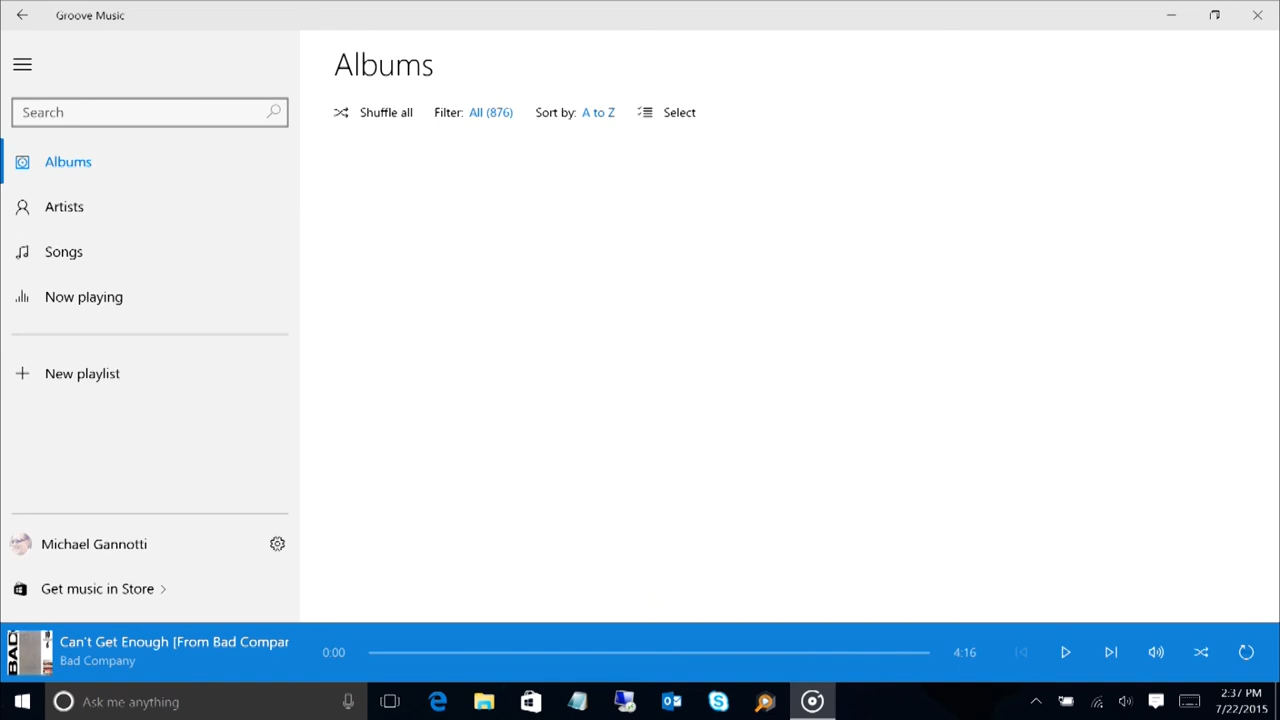 Groove Music
Search
Albums
Artists
Songs
Now playing
New playlist
Michael Gannotti
Get music in Store
Albums
Shuffle all Filter: All (876) Sort by: A to Z Select
BAD
Can't Get Enough [From Bad Compar
Bad Company
0:00 4:16
Ask me anything
2:37 PM
7/22/2015